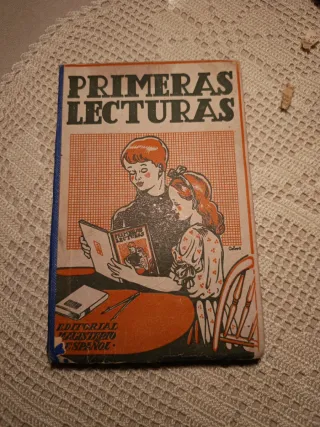 PRIMERAS
LECTURAS
EDITORIAL
MAGISTERIO
ESPAÑOL.